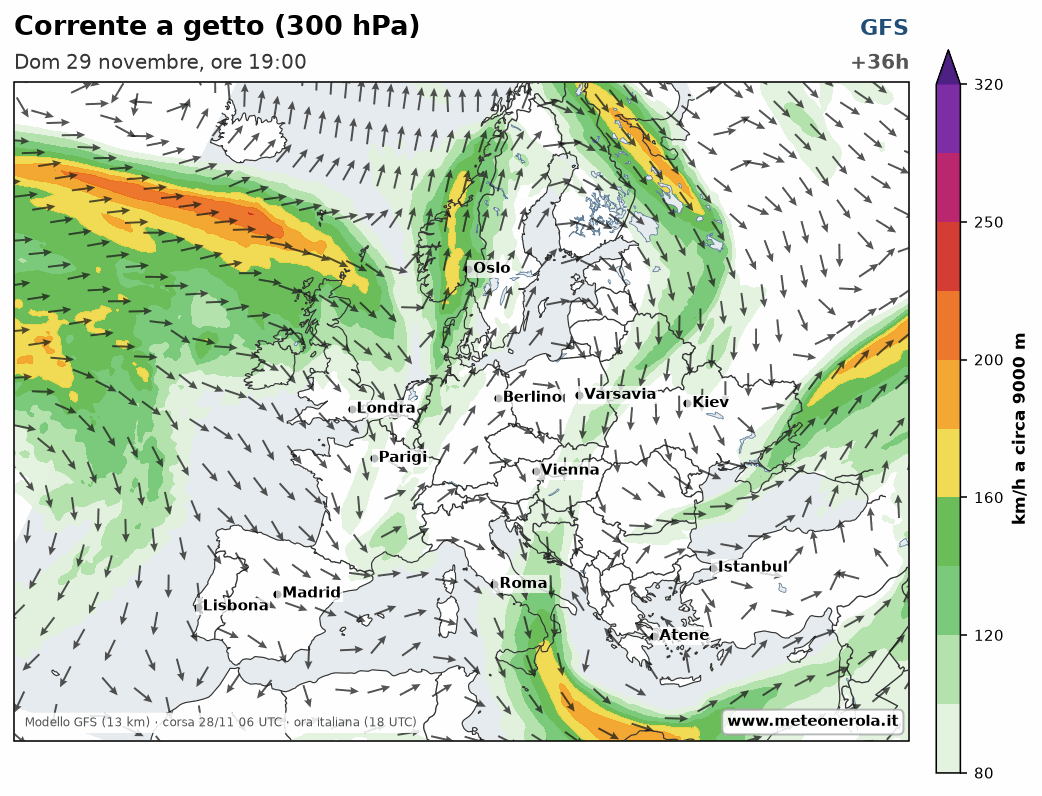 Corrente a getto (300 hPa)
GFS
Dom 29 novembre, ore 19:00
+36h
320
250
200
160
120
80
km/h a circa 9000 m
Oslo
Berlino
Varsavia
Kiev
Londra
Parigi
Vienna
Istanbul
Roma
Madrid
Lisbona
Atene
Modello GFS (13 km) · corsa 28/11 06 UTC · ora italiana (18 UTC)
www.meteonerola.it